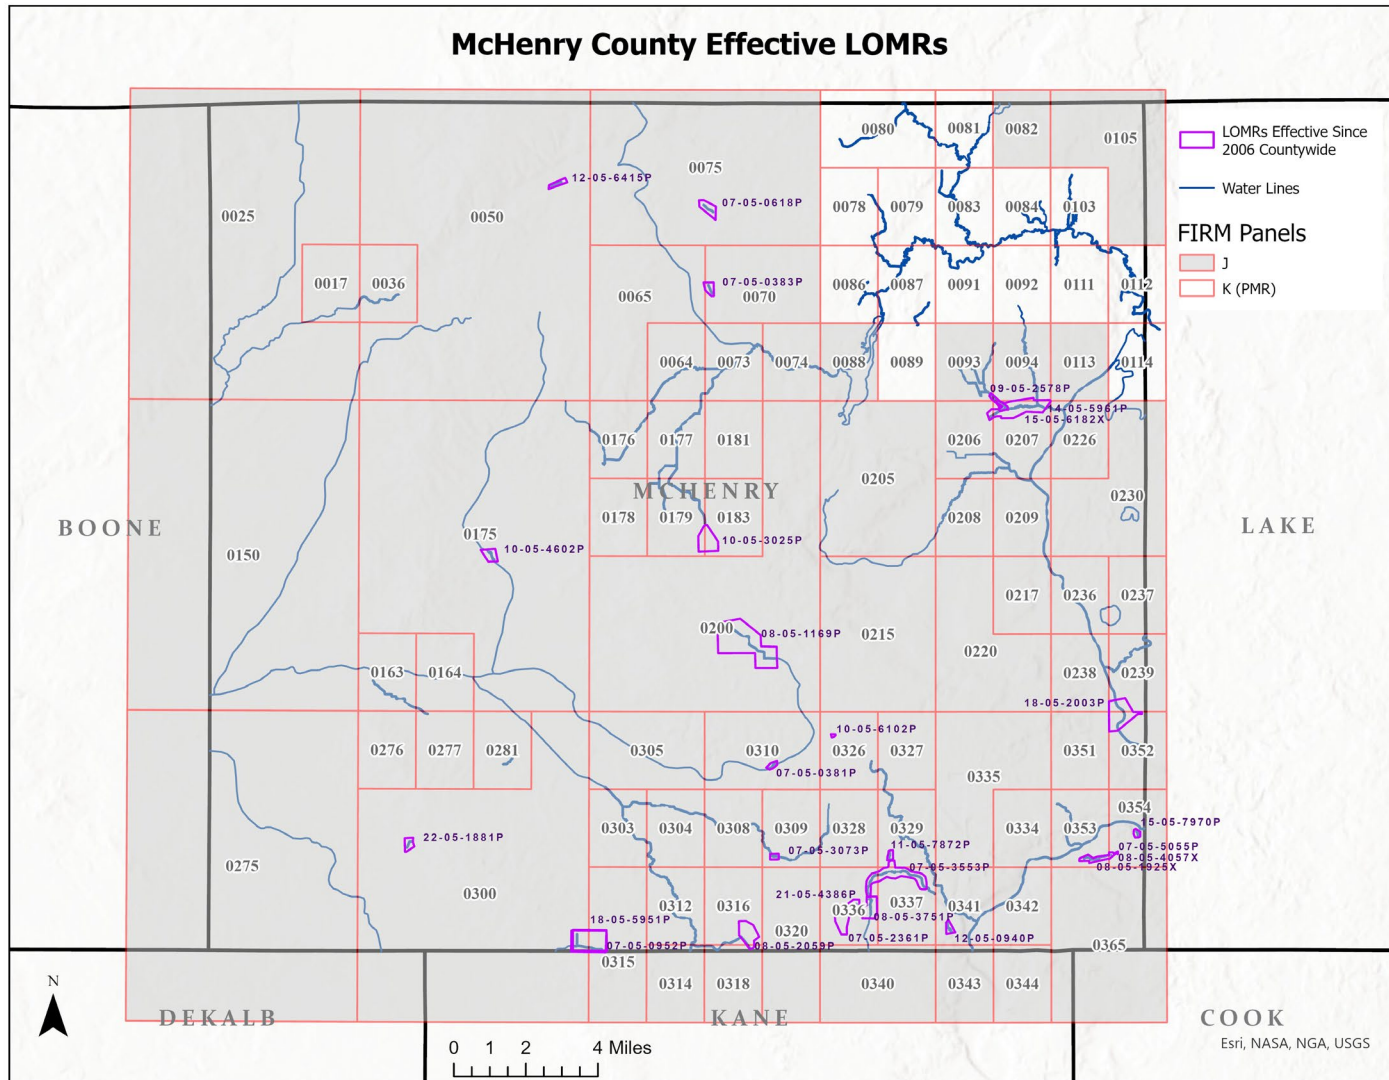 McHenry County Effective LOMRs
0080
0081
0082
0105
LOMRs Effective Since
2006 Countywide
0075
12-05-6415P
Water Lines
0025
0050
07-05-0618P
0078
0079
0083
0084
0103
FIRM Panels
J
K (PMR)
0017
0036
0065
07-05-0383P
0070
0086
0087
0091
0092
0111
0112
0064
0073
0074
0088
0089
0093
0094
0113
0114
09-05-2578P
14-05-5961P
15-05-6182X
0176
0177
0181
0206
0207
0226
0205
MCHENRY
0230
0178
0179
0183
0208
0209
BOONE
LAKE
0175
10-05-3025P
10-05-4602P
0150
0217
0236
0237
0200
08-05-1169P
0215
0220
0163
0164
0238
0239
18-05-2003P
10-05-6102P
0276
0277
0281
0305
0310
0326
0327
0351
0352
07-05-0381P
0335
0354
15-05-7970P
0303
0304
0308
0309
0328
0329
0334
0353
22-05-1881P
11-05-7872P
07-05-5055P
07-05-3073P
08-05-4057X
07-05-3553P
08-05-1925X
0275
0300
21-05-4386P
0312
0316
0336
0337
0341
0342
08-05-3751P
18-05-5951P
0320
07-05-2361P
12-05-0940P
07-05-0952P
08-05-2059P
0365
0315
0314
0318
0340
0343
0344
N
DEKALB
KANE
COOK
Esri, NASA, NGA, USGS
0 1 2 4 Miles